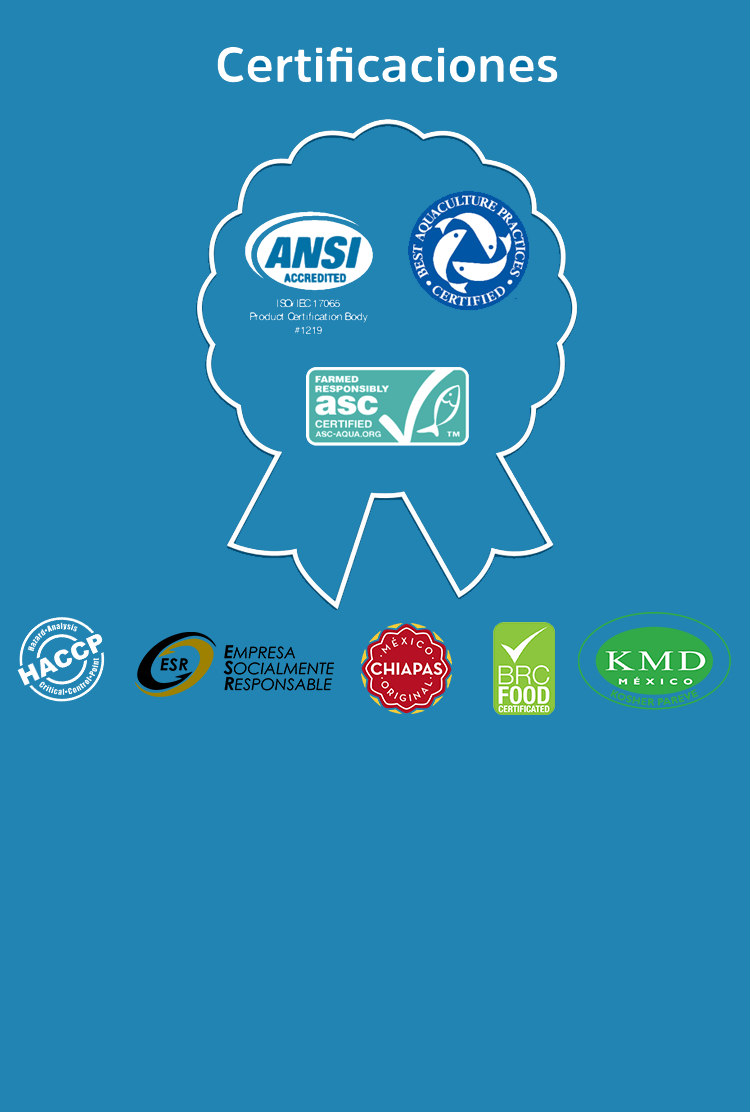 Certificaciones
ANSI
ACCREDITED
ISO/IEC 17065
Product Certification Body
#1219
BEST AQUACULTURE PRACTICES
• CERTIFIED •
FARMED
RESPONSIBLY
asc
CERTIFIED
ASC-AQUA.ORG
TM
Hazard•Analysis
HACCP
Critical•Control•Point
ESR
EMPRESA
SOCIALMENTE
RESPONSABLE
MÉXICO
CHIAPAS
ORIGINAL
BRC
FOOD
CERTIFICATED
KMD
MÉXICO
KOSHER PAREVE